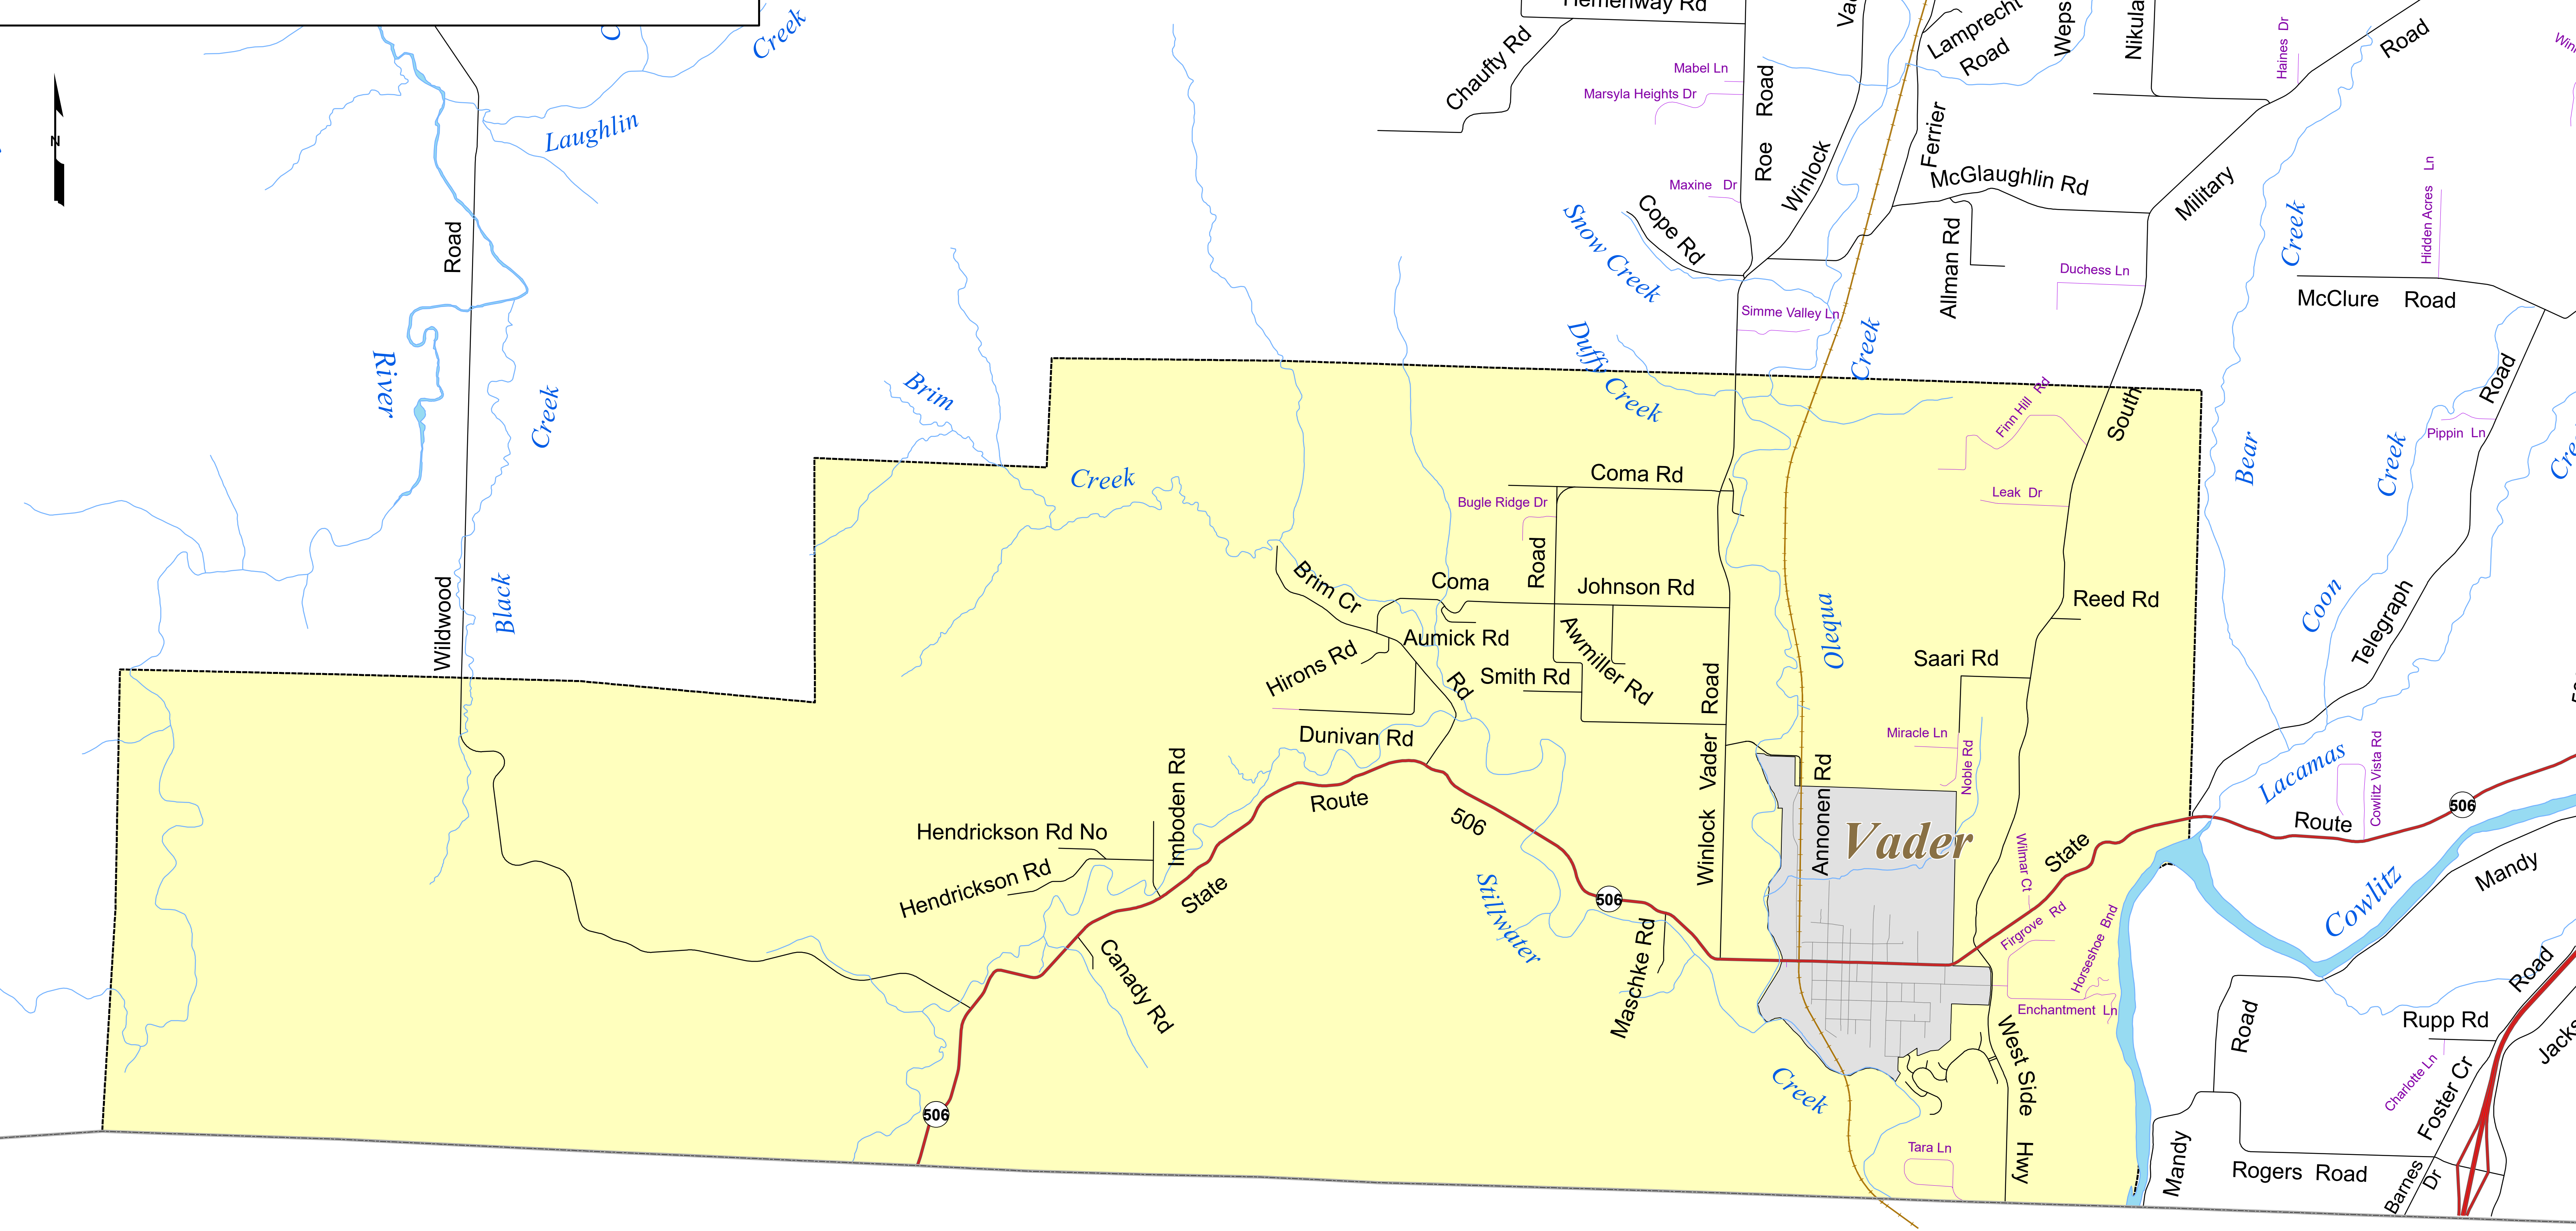 Hemenway Rd
Lamprecht
Road
Weps
Nikula
Haines Dr
Road
Creek
Chaufty Rd
Mabel Ln
Marsyla Heights Dr
Roe Road
Laughlin
N
Ferrier
McGlaughlin Rd
Military
Winlock
Maxine Dr
Cope Rd
Snow Creek
Allman Rd
Duchess Ln
Creek
Hidden Acres Ln
McClure Road
Road
Simme Valley Ln
Duffy Creek
Creek
River
Creek
Brim
Creek
Finn Hill Rd
South
Road
Pippin Ln
Bear
Creek
Coma Rd
Bugle Ridge Dr
Leak Dr
Road
Wildwood
Black
Brim Cr
Coma
Johnson Rd
Reed Rd
Coon
Telegraph
Olequa
Aumick Rd
Awmiller Rd
Hirons Rd
Rd
Smith Rd
Saari Rd
Road
Dunivan Rd
Miracle Ln
Noble Rd
Lacamas
Cowlitz Vista Rd
Winlock Vader
Annonen Rd
Imboden Rd
Route
506
506
Route
Hendrickson Rd No
Hendrickson Rd
State
Vader
Wilmar Ct
State
Cowlitz
Mandy
Stillwater
506
Maschke Rd
Firgrove Rd
Horseshoe Bnd
Enchantment Ln
Canady Rd
Road
Road
Rupp Rd
Charlotte Ln
Foster Cr
Creek
West Side Hwy
506
Tara Ln
Mandy
Rogers Road
Barnes
Dr